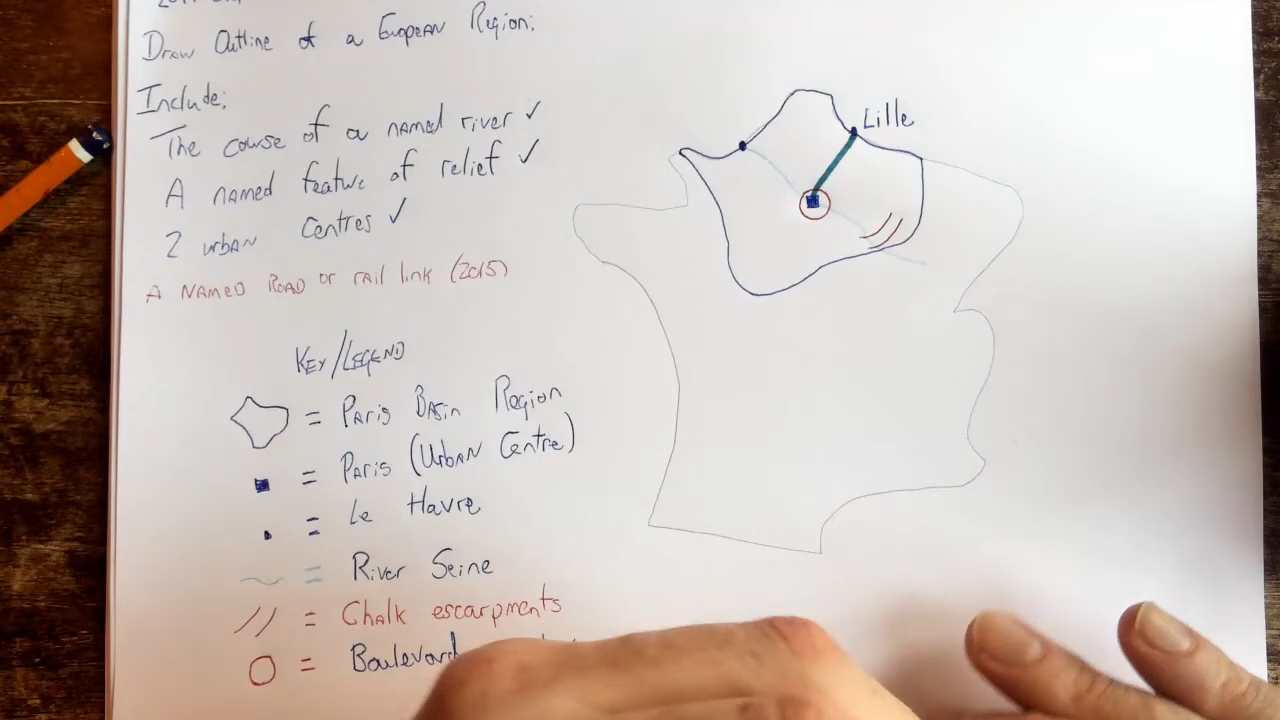 Draw Outline of a European Region:
Include:
The course of a named river ✓
A named feature of relief ✓
2 urban centres ✓
A NAMED ROAD or rail link (2015)
Lille
KEY/LEGEND
= Paris Basin Region
= Paris (Urban Centre)
= Le Havre
= River Seine
= Chalk escarpments
= Boulevard